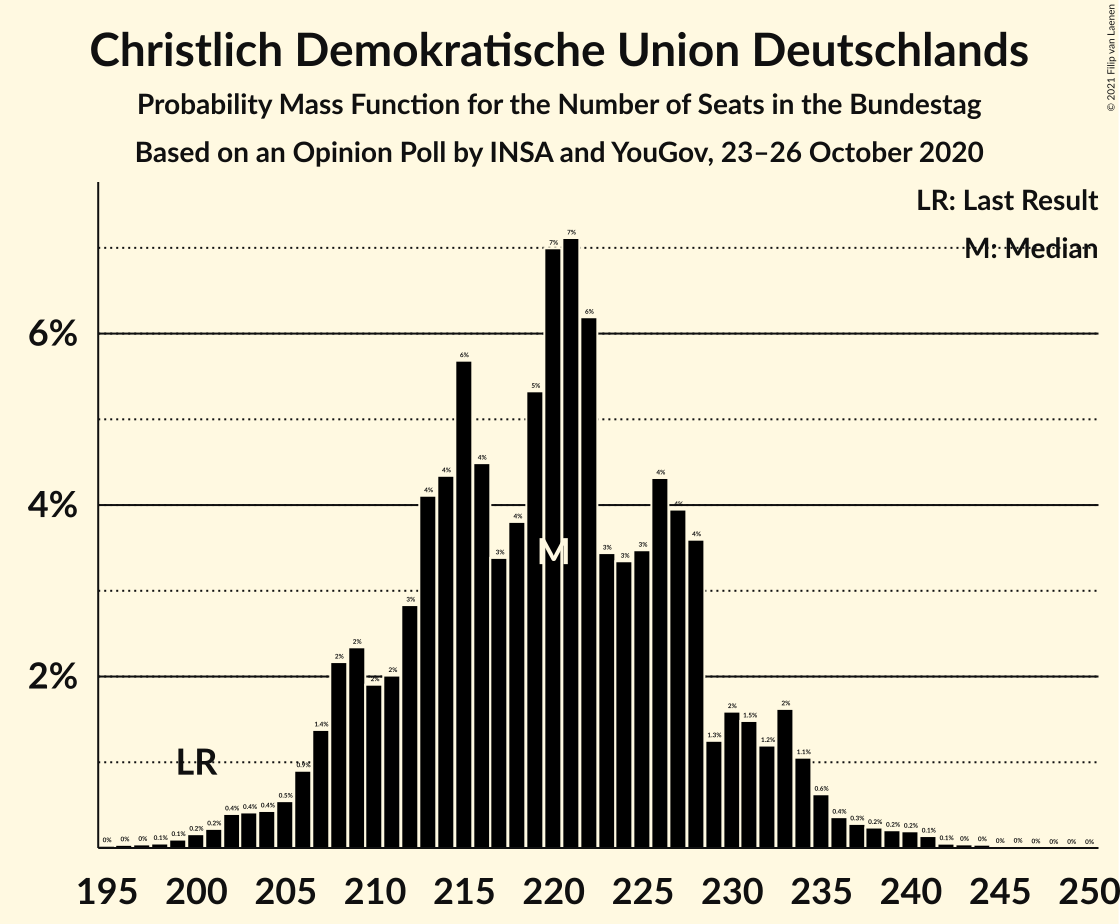 Christlich Demokratische Union Deutschlands
Probability Mass Function for the Number of Seats in the Bundestag
Based on an Opinion Poll by INSA and YouGov, 23–26 October 2020
© 2021 Filip van Laenen
LR: Last Result
M: Median
6%
4%
2%
0% 0% 0% 0.1% 0.1% 0.2% 0.2% 0.4% 0.4% 0.4% 0.5% 0.9% 1.4% 2% 2% 2% 2% 3% 4% 4% 6% 4% 3% 4% 5% 7% 7% 6% 3% 3% 3% 4% 4% 4% 1.3% 2% 1.5% 1.2% 2% 1.1% 0.6% 0.4% 0.3% 0.2% 0.2% 0.2% 0.1% 0.1% 0% 0% 0% 0% 0% 0% 0% 0%
M
LR
195 200 205 210 215 220 225 230 235 240 245 250